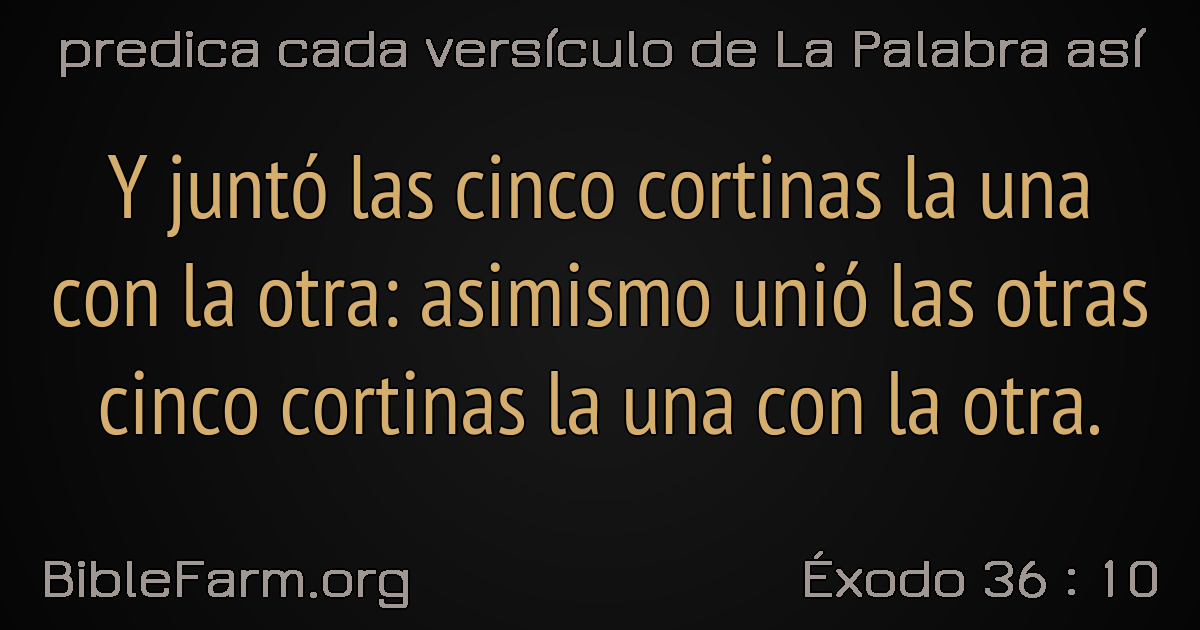 predica cada versículo de La Palabra así
Y juntó las cinco cortinas la una
con la otra: asimismo unió las otras
cinco cortinas la una con la otra.
BibleFarm.org
Éxodo 36 : 10